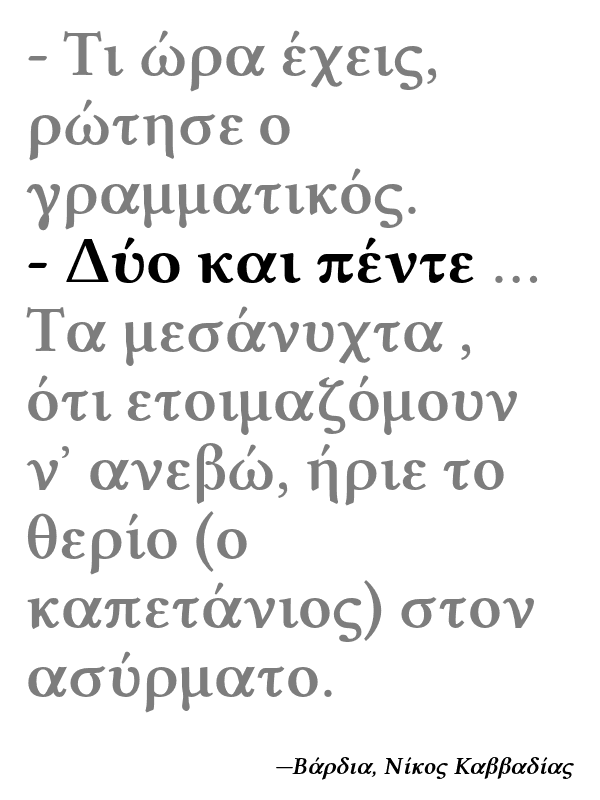 - Τι ώρα έχεις,
ρώτησε ο
γραμματικός.
- Δύο και πέντε ...
Τα μεσάνυχτα ,
ότι ετοιμαζόμουν
ν’ ανεβώ, ήριε το
θερίο (ο
καπετάνιος) στον
ασύρματο.
—Βάρδια, Νίκος Καββαδίας